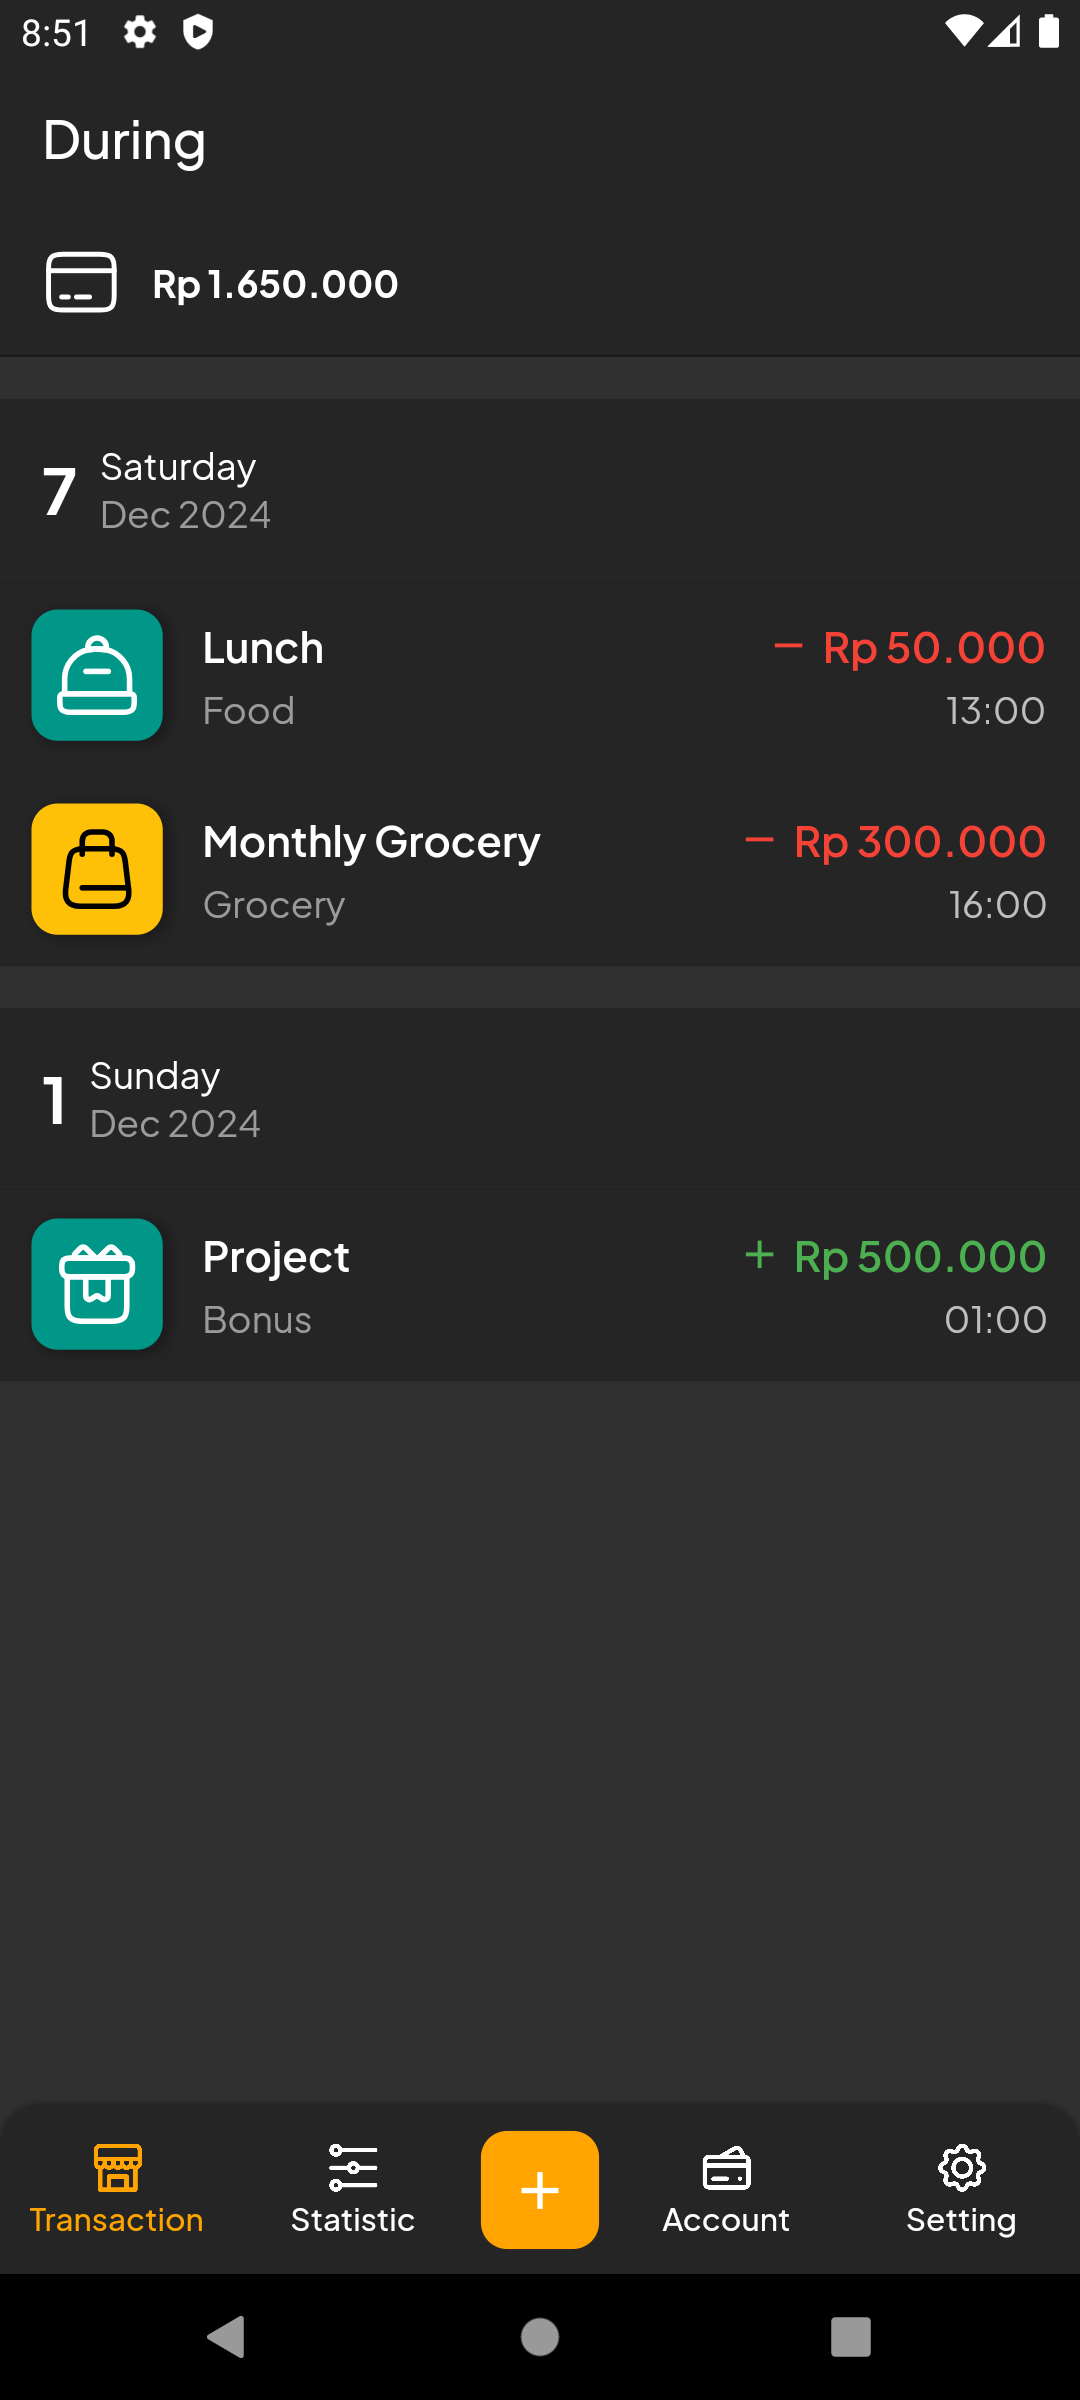 8:51
During
Rp 1.650.000
7
Saturday
Dec 2024
Lunch
− Rp 50.000
Food
13:00
Monthly Grocery
− Rp 300.000
Grocery
16:00
1
Sunday
Dec 2024
Project
+ Rp 500.000
Bonus
01:00
Transaction
Statistic
+
Account
Setting